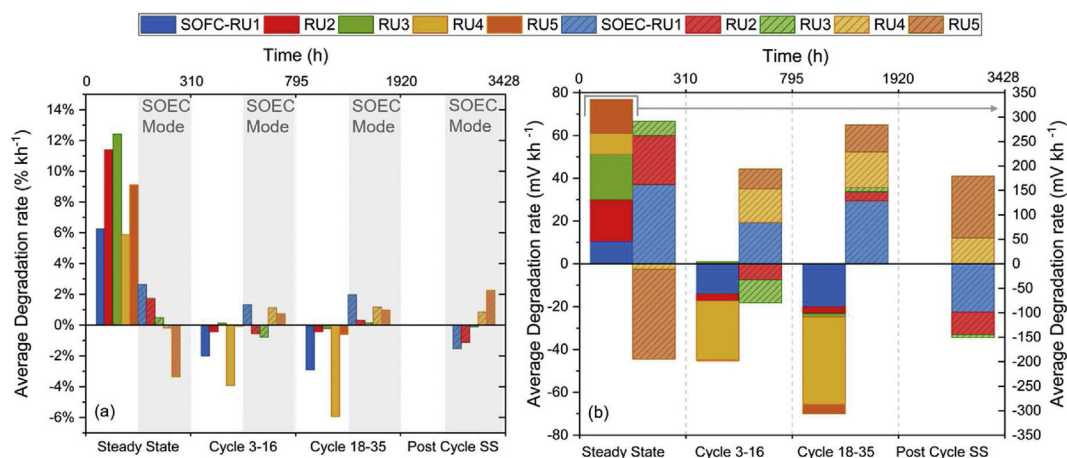 SOFC-RU1 RU2 RU3 RU4 RU5 SOEC-RU1 RU2 RU3 RU4 RU5
Time (h)
0 310 795 1920 3428
Average Degradation rate (% kh⁻¹)
14%
12%
10%
8%
6%
4%
2%
0%
-2%
-4%
-6%
SOEC Mode
SOEC Mode
SOEC Mode
SOEC Mode
(a)
Steady State Cycle 3-16 Cycle 18-35 Post Cycle SS
Time (h)
0 310 795 1920 3428
Average Degradation rate (mV kh⁻¹)
80
60
40
20
0
-20
-40
-60
-80
(b)
Steady State Cycle 3-16 Cycle 18-35 Post Cycle SS
350
300
250
200
150
100
50
0
-50
-100
-150
-200
-250
-300
-350
Average Degradation rate (mV kh⁻¹)